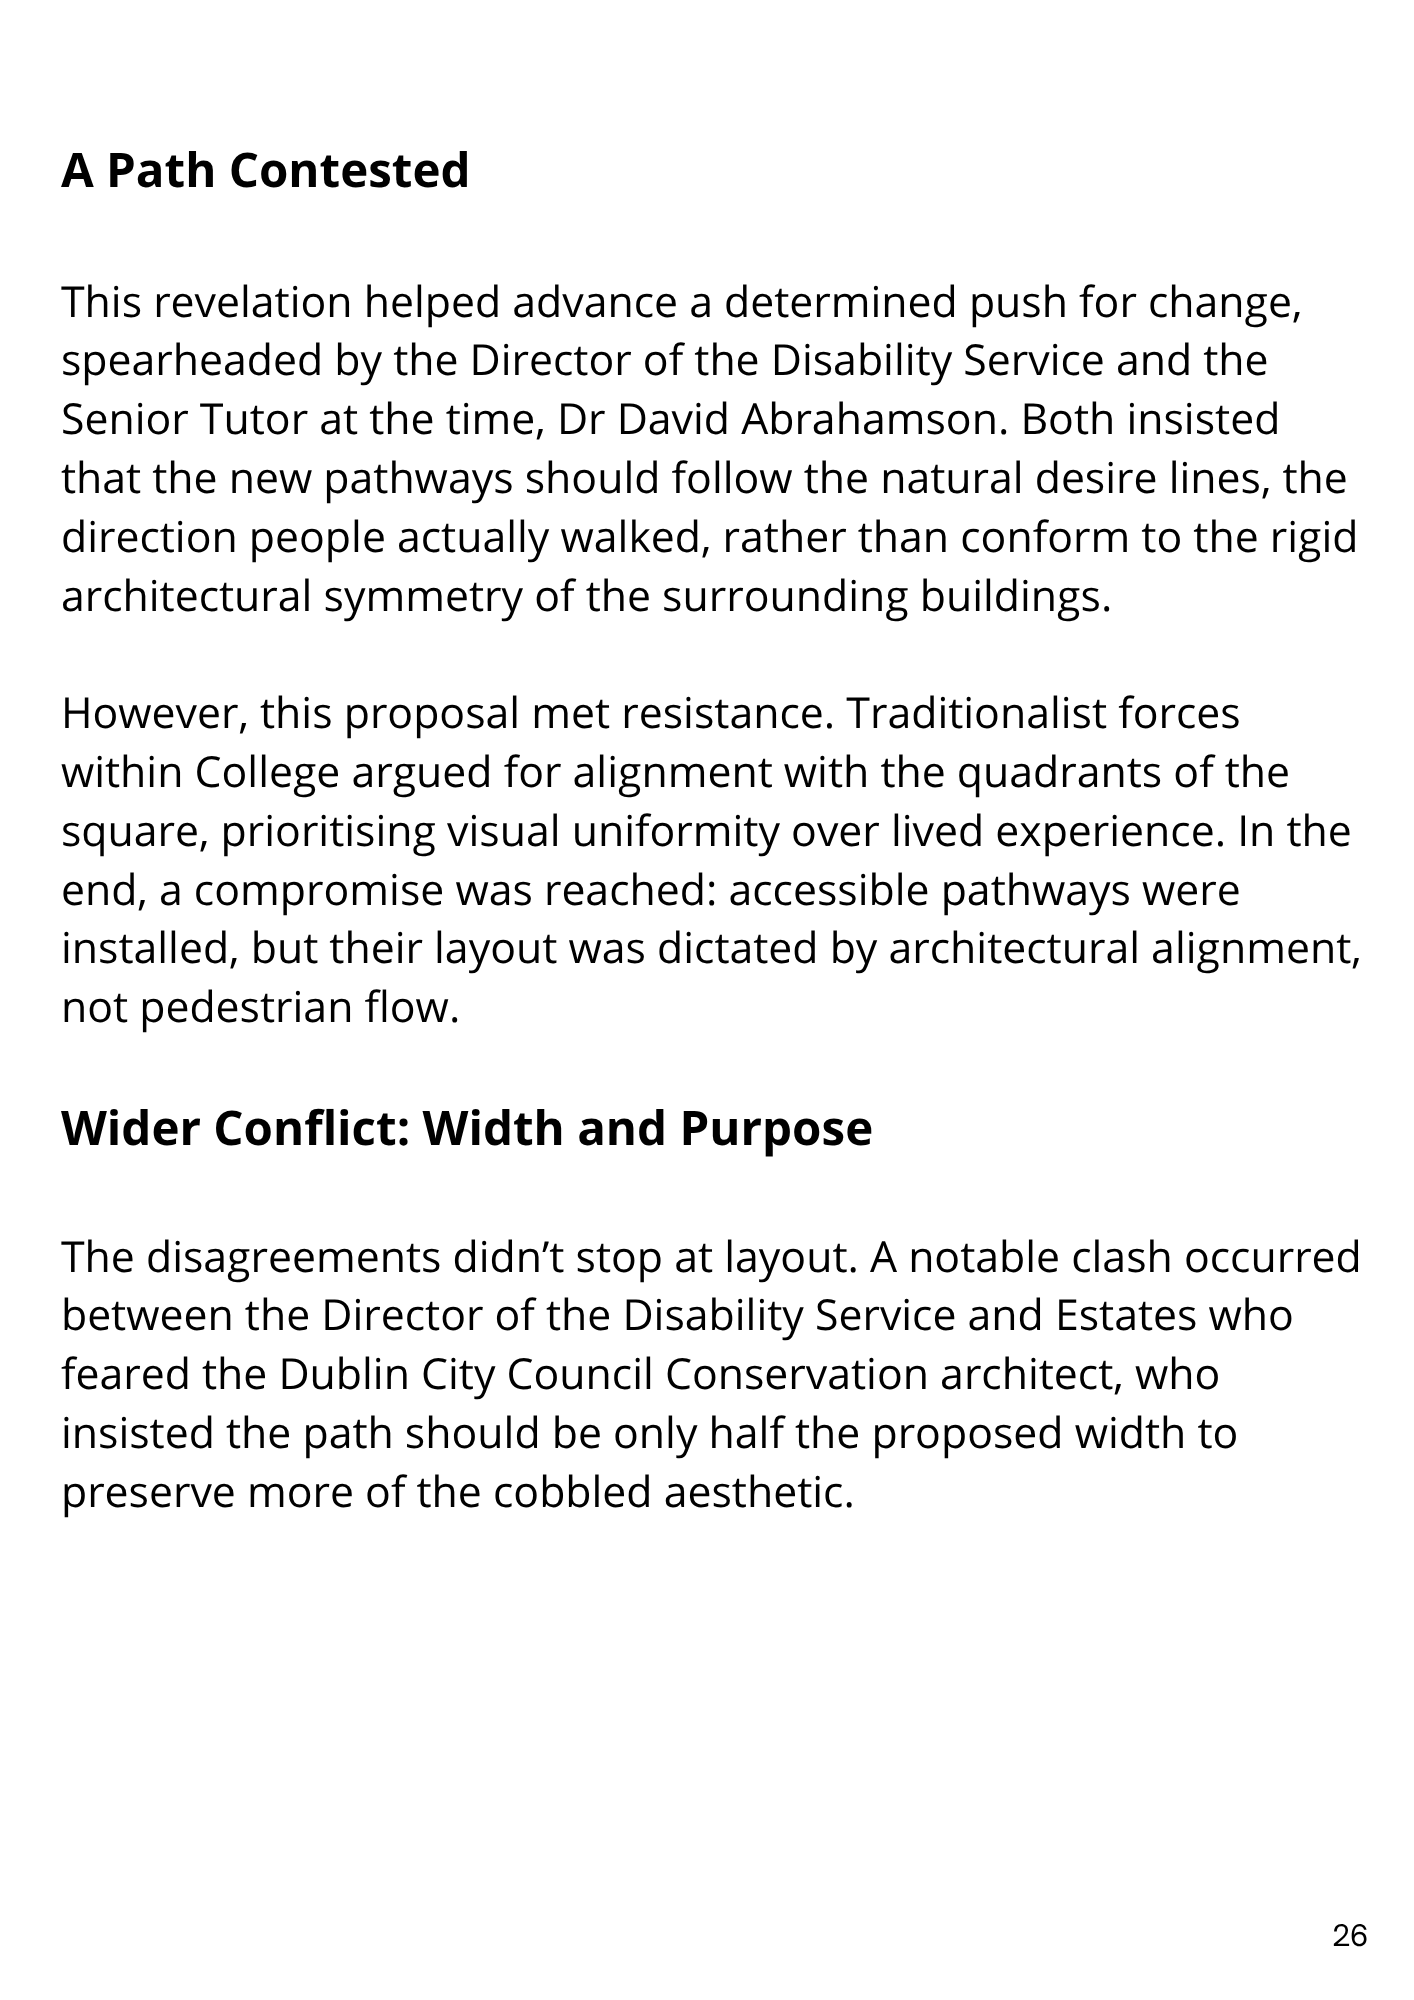 A Path Contested
This revelation helped advance a determined push for change,
spearheaded by the Director of the Disability Service and the
Senior Tutor at the time, Dr David Abrahamson. Both insisted
that the new pathways should follow the natural desire lines, the
direction people actually walked, rather than conform to the rigid
architectural symmetry of the surrounding buildings.
However, this proposal met resistance. Traditionalist forces
within College argued for alignment with the quadrants of the
square, prioritising visual uniformity over lived experience. In the
end, a compromise was reached: accessible pathways were
installed, but their layout was dictated by architectural alignment,
not pedestrian flow.
Wider Conflict: Width and Purpose
The disagreements didn’t stop at layout. A notable clash occurred
between the Director of the Disability Service and Estates who
feared the Dublin City Council Conservation architect, who
insisted the path should be only half the proposed width to
preserve more of the cobbled aesthetic.
26